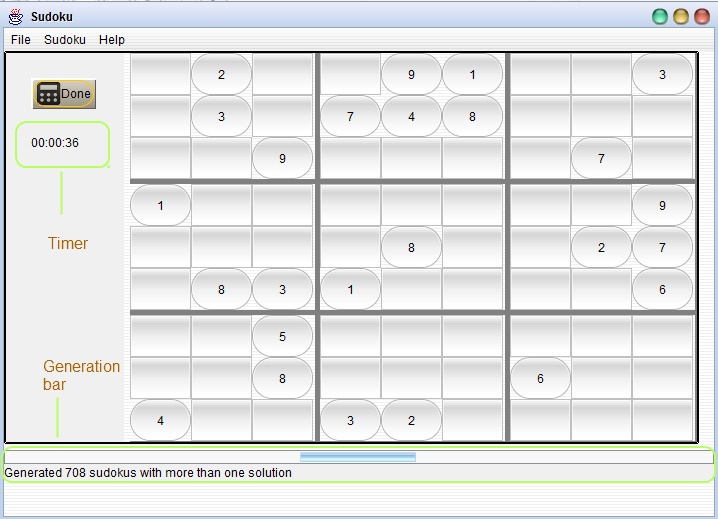 Sudoku
File Sudoku Help
2 9 1 3
Done
3 7 4 8
00:00:36
9 7
1 9
Timer
8 2 7
8 3 1 6
5
Generation
bar
8 6
4 3 2
Generated 708 sudokus with more than one solution